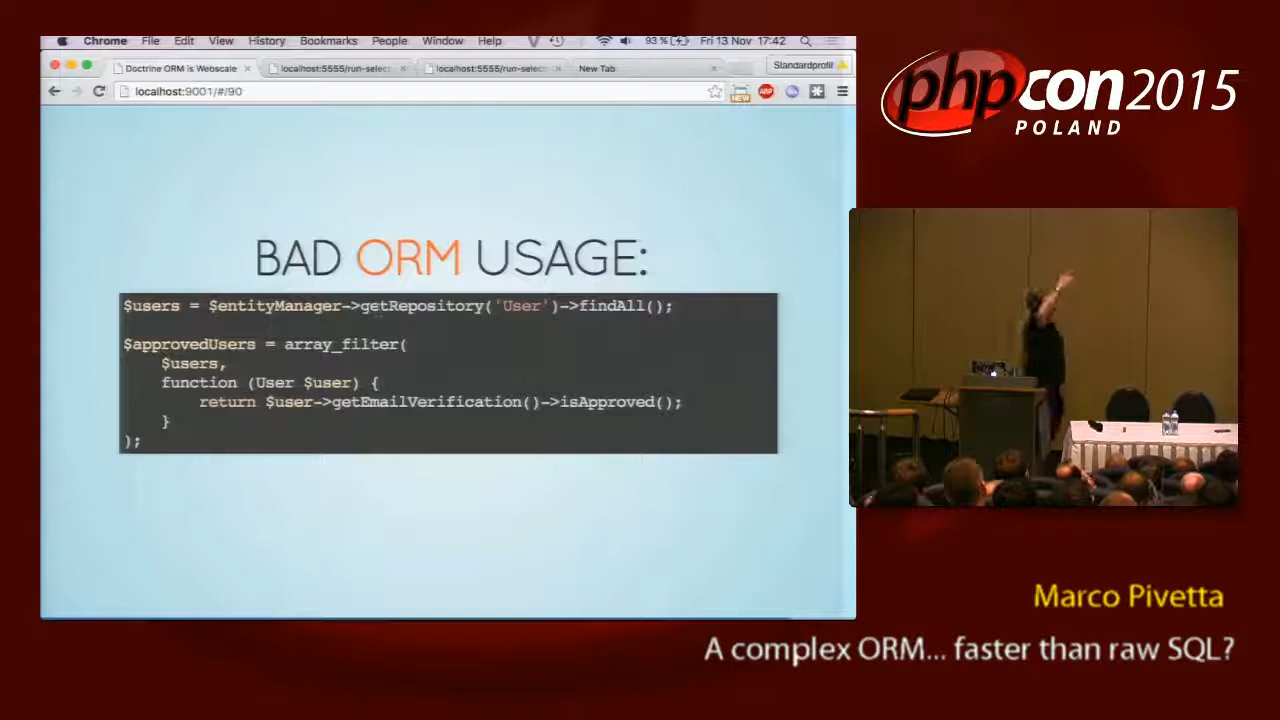 Chrome File Edit View History Bookmarks People Window Help 93 % Fri 13 Nov 17:42
Doctrine ORM is Webscale × localhost:5555/run-selec × localhost:5555/run-selec × New Tab × Standardprofil
localhost:9001/#/90
NEW ABP
BAD ORM USAGE:
$users = $entityManager->getRepository('User')->findAll();
$approvedUsers = array_filter(
$users,
function (User $user) {
return $user->getEmailVerification()->isApproved();
}
);
phpcon2015
POLAND
Marco Pivetta
A complex ORM... faster than raw SQL?